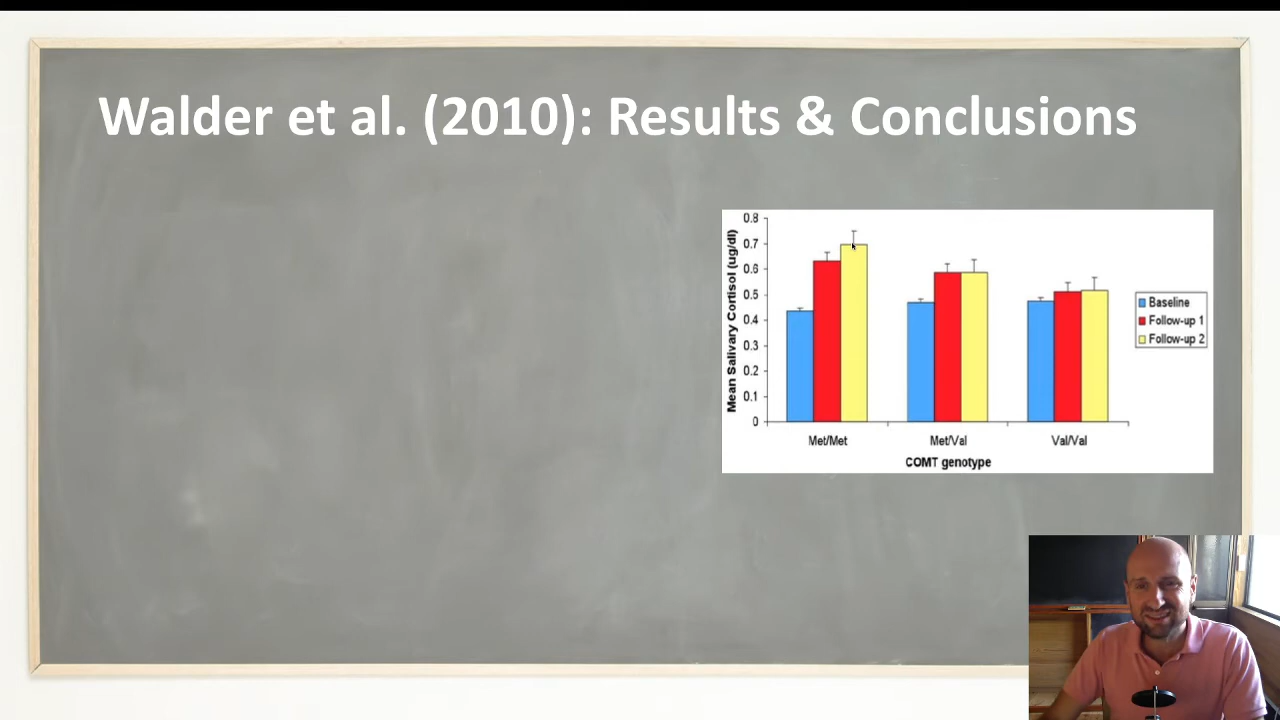 Walder et al. (2010): Results & Conclusions
Mean Salivary Cortisol (ug/dl)
0.8
0.7
0.6
0.5
0.4
0.3
0.2
0.1
0
Met/Met
Met/Val
Val/Val
COMT genotype
Baseline
Follow-up 1
Follow-up 2